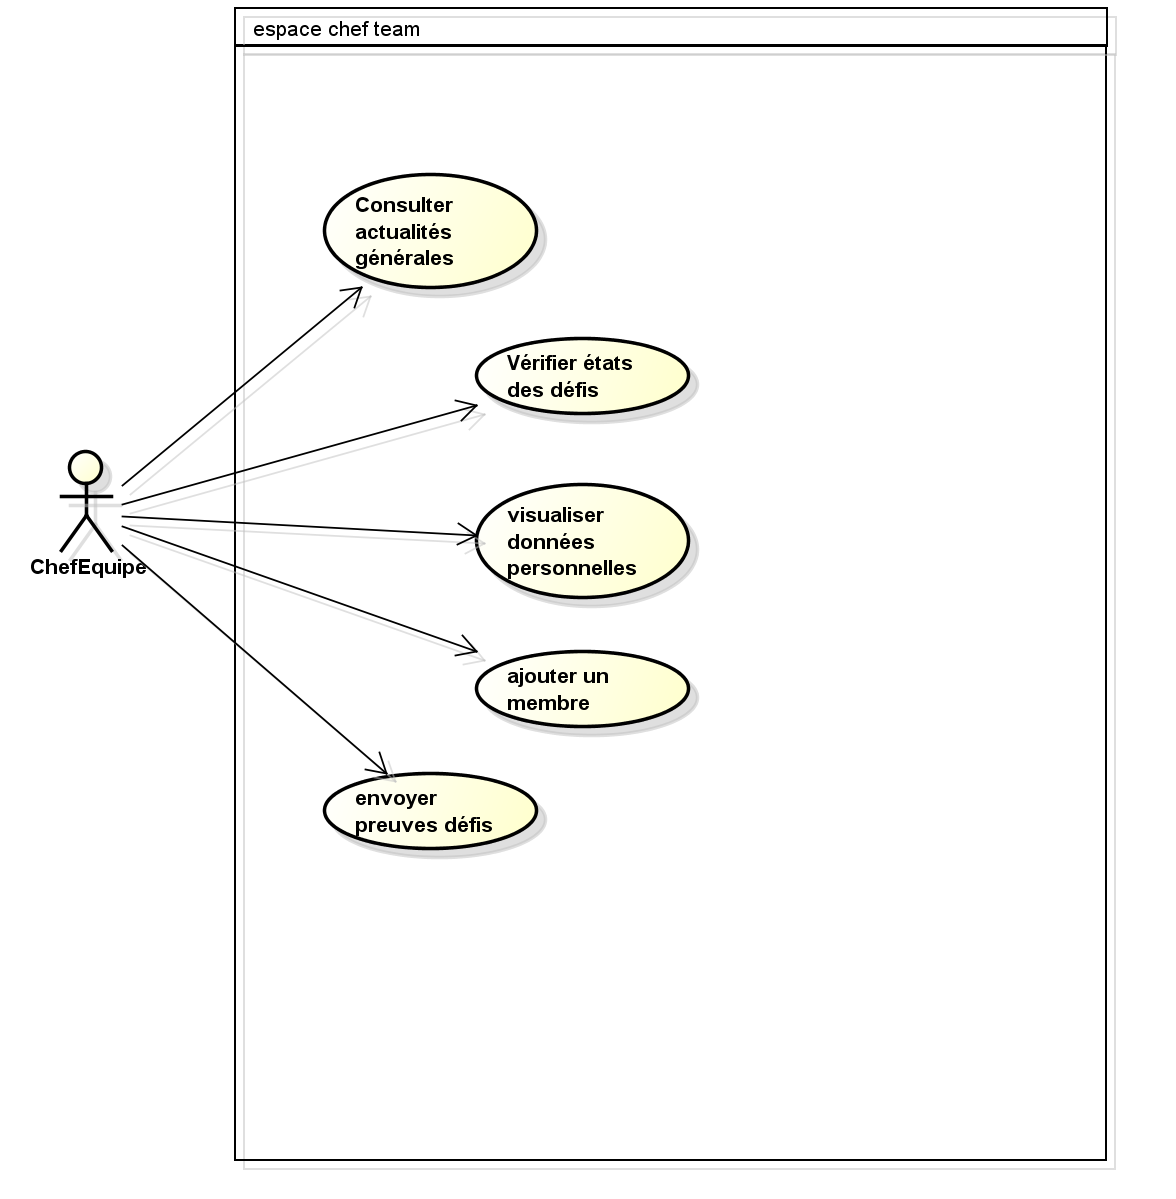 espace chef team
Consulter
actualités
générales
Vérifier états
des défis
visualiser
données
personnelles
ChefEquipe
ajouter un
membre
envoyer
preuves défis